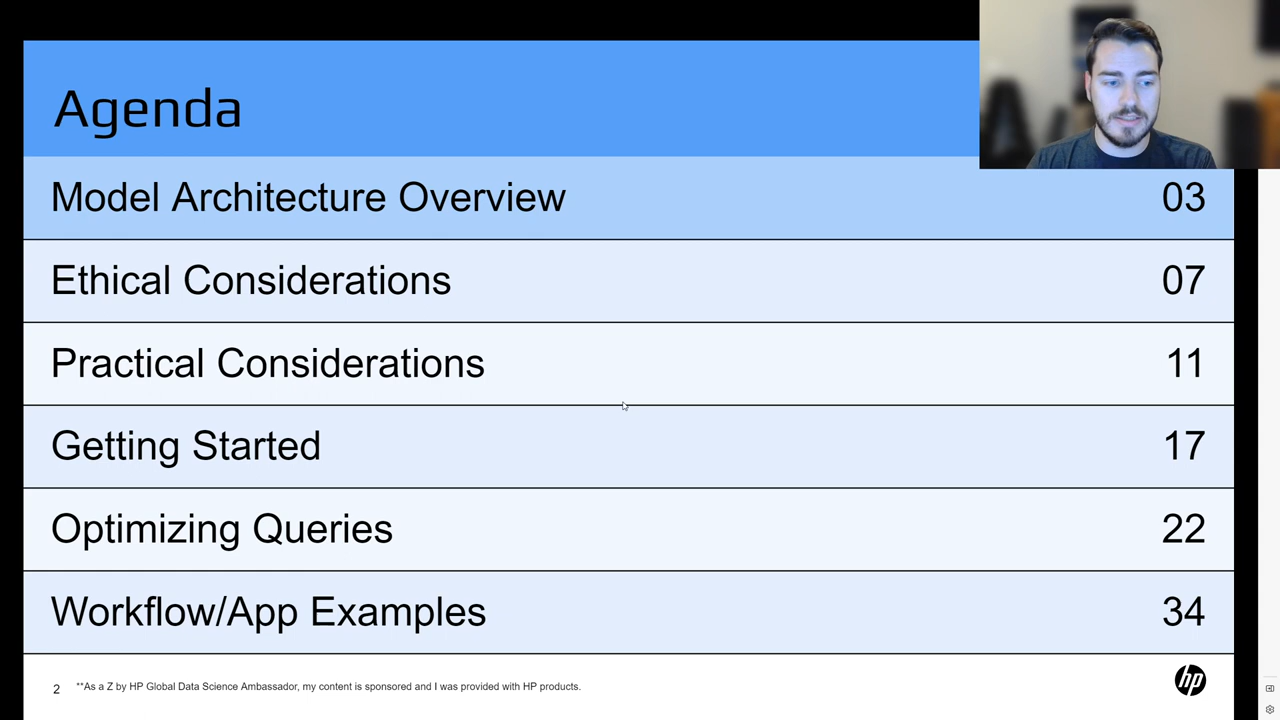 Agenda
Model Architecture Overview 03
Ethical Considerations 07
Practical Considerations 11
Getting Started 17
Optimizing Queries 22
Workflow/App Examples 34
2 **As a Z by HP Global Data Science Ambassador, my content is sponsored and I was provided with HP products.
hp